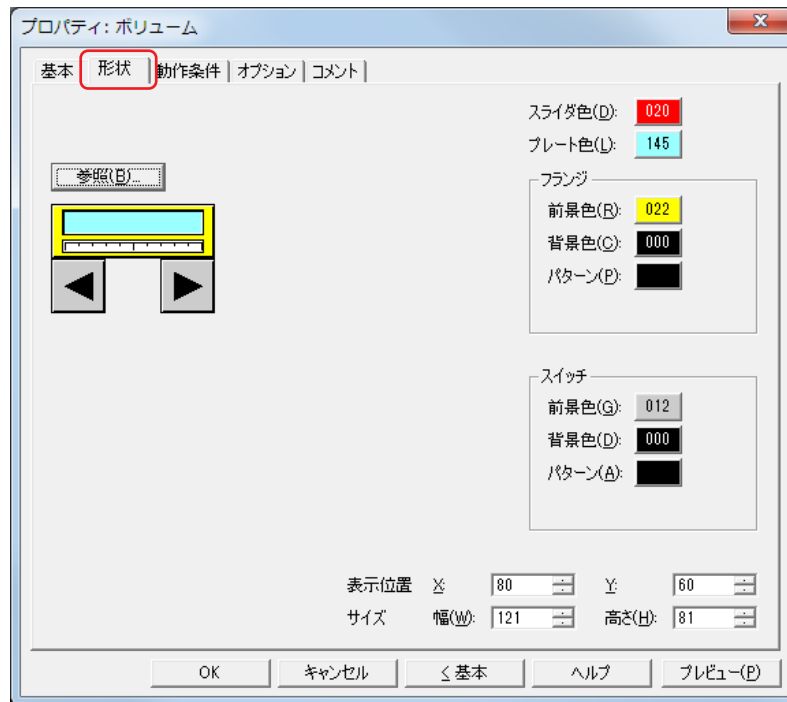 プロパティ: ボリューム
基本 形状 動作条件 オプション コメント
スライダ色(D): 020
プレート色(L): 145
参照(B)...
フランジ
前景色(R): 022
背景色(C): 000
パターン(P):
スイッチ
前景色(G): 012
背景色(D): 000
パターン(A):
表示位置 X: 80 Y: 60
サイズ 幅(W): 121 高さ(H): 81
OK キャンセル < 基本 ヘルプ プレビュー(P)